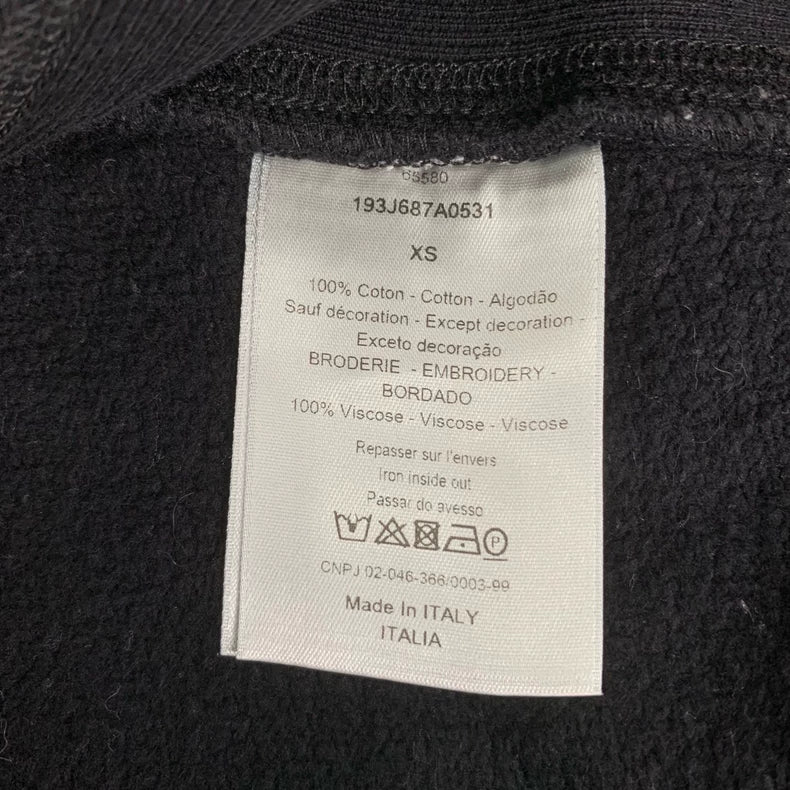 65580
193J687A0531
XS
100% Coton - Cotton - Algodão
Sauf décoration - Except decoration -
Exceto decoração
BRODERIE - EMBROIDERY -
BORDADO
100% Viscose - Viscose - Viscose
Repasser sur l'envers
Iron inside out
Passar do avesso
P
CNPJ 02-046-366/0003-99
Made In ITALY
ITALIA